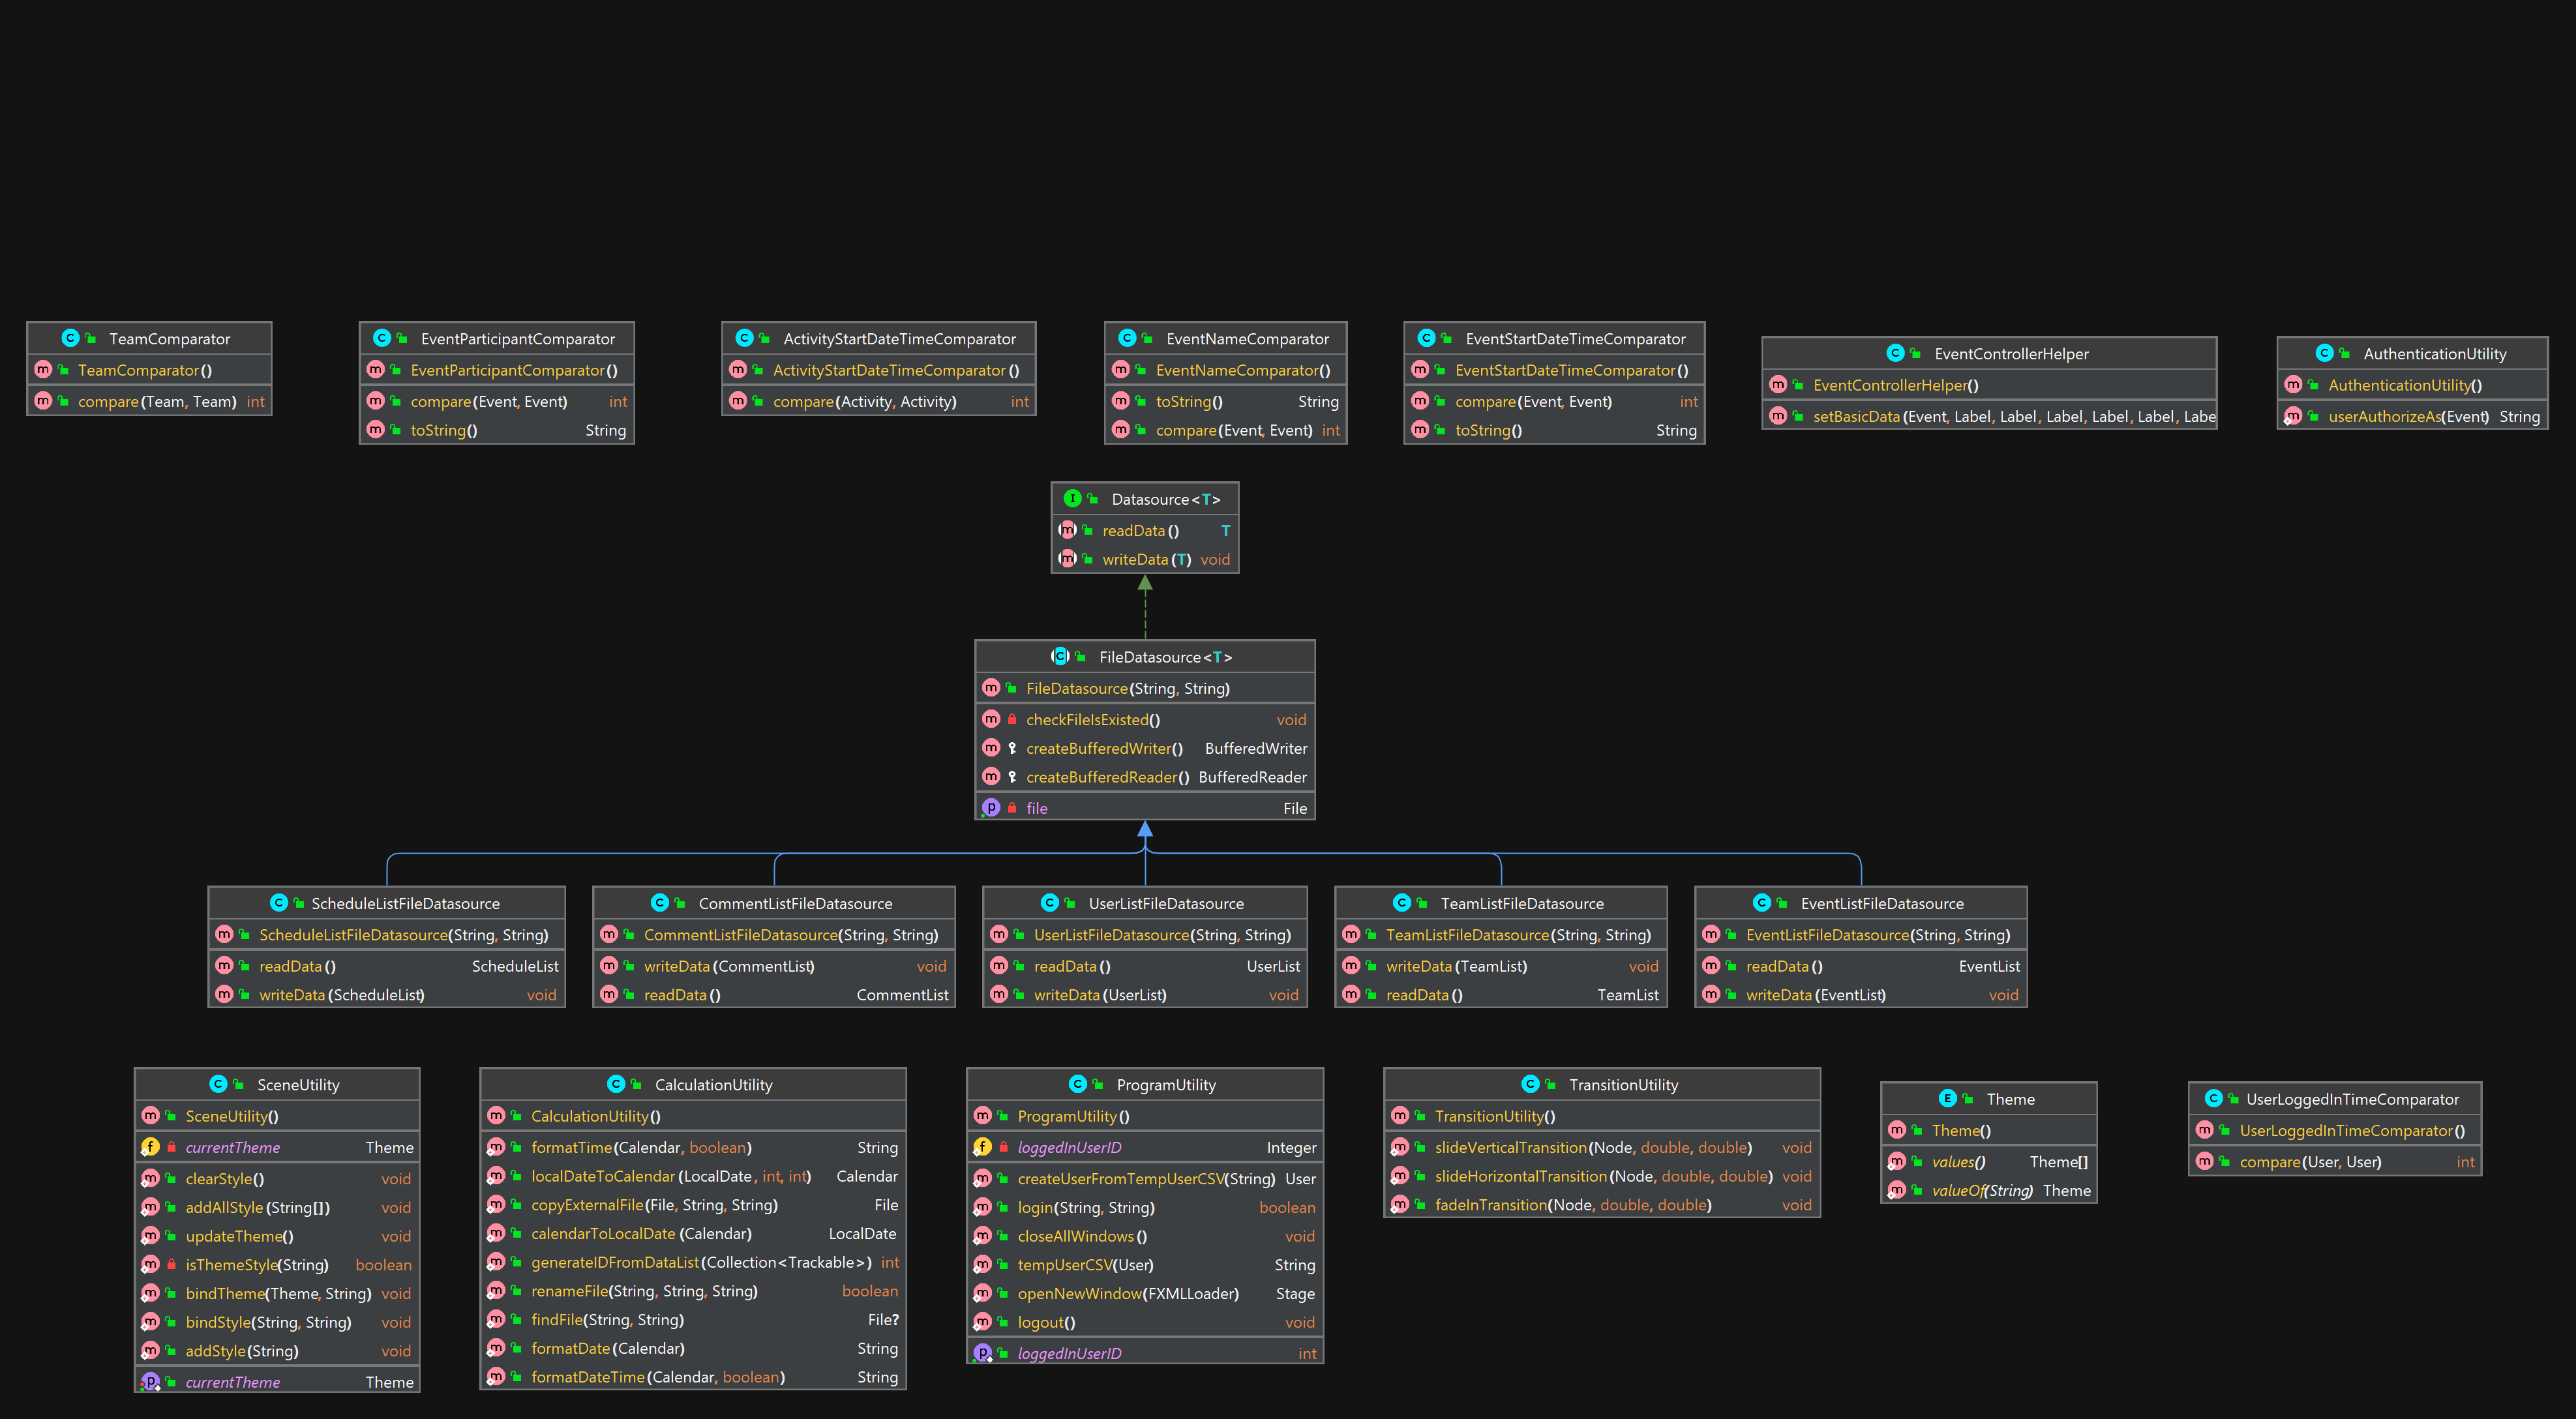 TeamComparator
TeamComparator()
compare(Team, Team) int
EventParticipantComparator
EventParticipantComparator()
compare(Event, Event) int
toString() String
ActivityStartDateTimeComparator
ActivityStartDateTimeComparator()
compare(Activity, Activity) int
EventNameComparator
EventNameComparator()
toString() String
compare(Event, Event) int
EventStartDateTimeComparator
EventStartDateTimeComparator()
compare(Event, Event) int
toString() String
EventControllerHelper
EventControllerHelper()
setBasicData(Event, Label, Label, Label, Label, Label, Labe
AuthenticationUtility
AuthenticationUtility()
userAuthorizeAs(Event) String
Datasource<T>
readData() T
writeData(T) void
FileDatasource<T>
FileDatasource(String, String)
checkFileIsExisted() void
createBufferedWriter() BufferedWriter
createBufferedReader() BufferedReader
file File
ScheduleListFileDatasource
ScheduleListFileDatasource(String, String)
readData() ScheduleList
writeData(ScheduleList) void
CommentListFileDatasource
CommentListFileDatasource(String, String)
writeData(CommentList) void
readData() CommentList
UserListFileDatasource
UserListFileDatasource(String, String)
readData() UserList
writeData(UserList) void
TeamListFileDatasource
TeamListFileDatasource(String, String)
writeData(TeamList) void
readData() TeamList
EventListFileDatasource
EventListFileDatasource(String, String)
readData() EventList
writeData(EventList) void
SceneUtility
SceneUtility()
currentTheme Theme
clearStyle() void
addAllStyle(String[]) void
updateTheme() void
isThemeStyle(String) boolean
bindTheme(Theme, String) void
bindStyle(String, String) void
addStyle(String) void
currentTheme Theme
CalculationUtility
CalculationUtility()
formatTime(Calendar, boolean) String
localDateToCalendar(LocalDate, int, int) Calendar
copyExternalFile(File, String, String) File
calendarToLocalDate(Calendar) LocalDate
generateIDFromDataList(Collection<Trackable>) int
renameFile(String, String, String) boolean
findFile(String, String) File?
formatDate(Calendar) String
formatDateTime(Calendar, boolean) String
ProgramUtility
ProgramUtility()
loggedInUserID Integer
createUserFromTempUserCSV(String) User
login(String, String) boolean
closeAllWindows() void
tempUserCSV(User) String
openNewWindow(FXMLLoader) Stage
logout() void
loggedInUserID int
TransitionUtility
TransitionUtility()
slideVerticalTransition(Node, double, double) void
slideHorizontalTransition(Node, double, double) void
fadeInTransition(Node, double, double) void
Theme
Theme()
values() Theme[]
valueOf(String) Theme
UserLoggedInTimeComparator
UserLoggedInTimeComparator()
compare(User, User) int